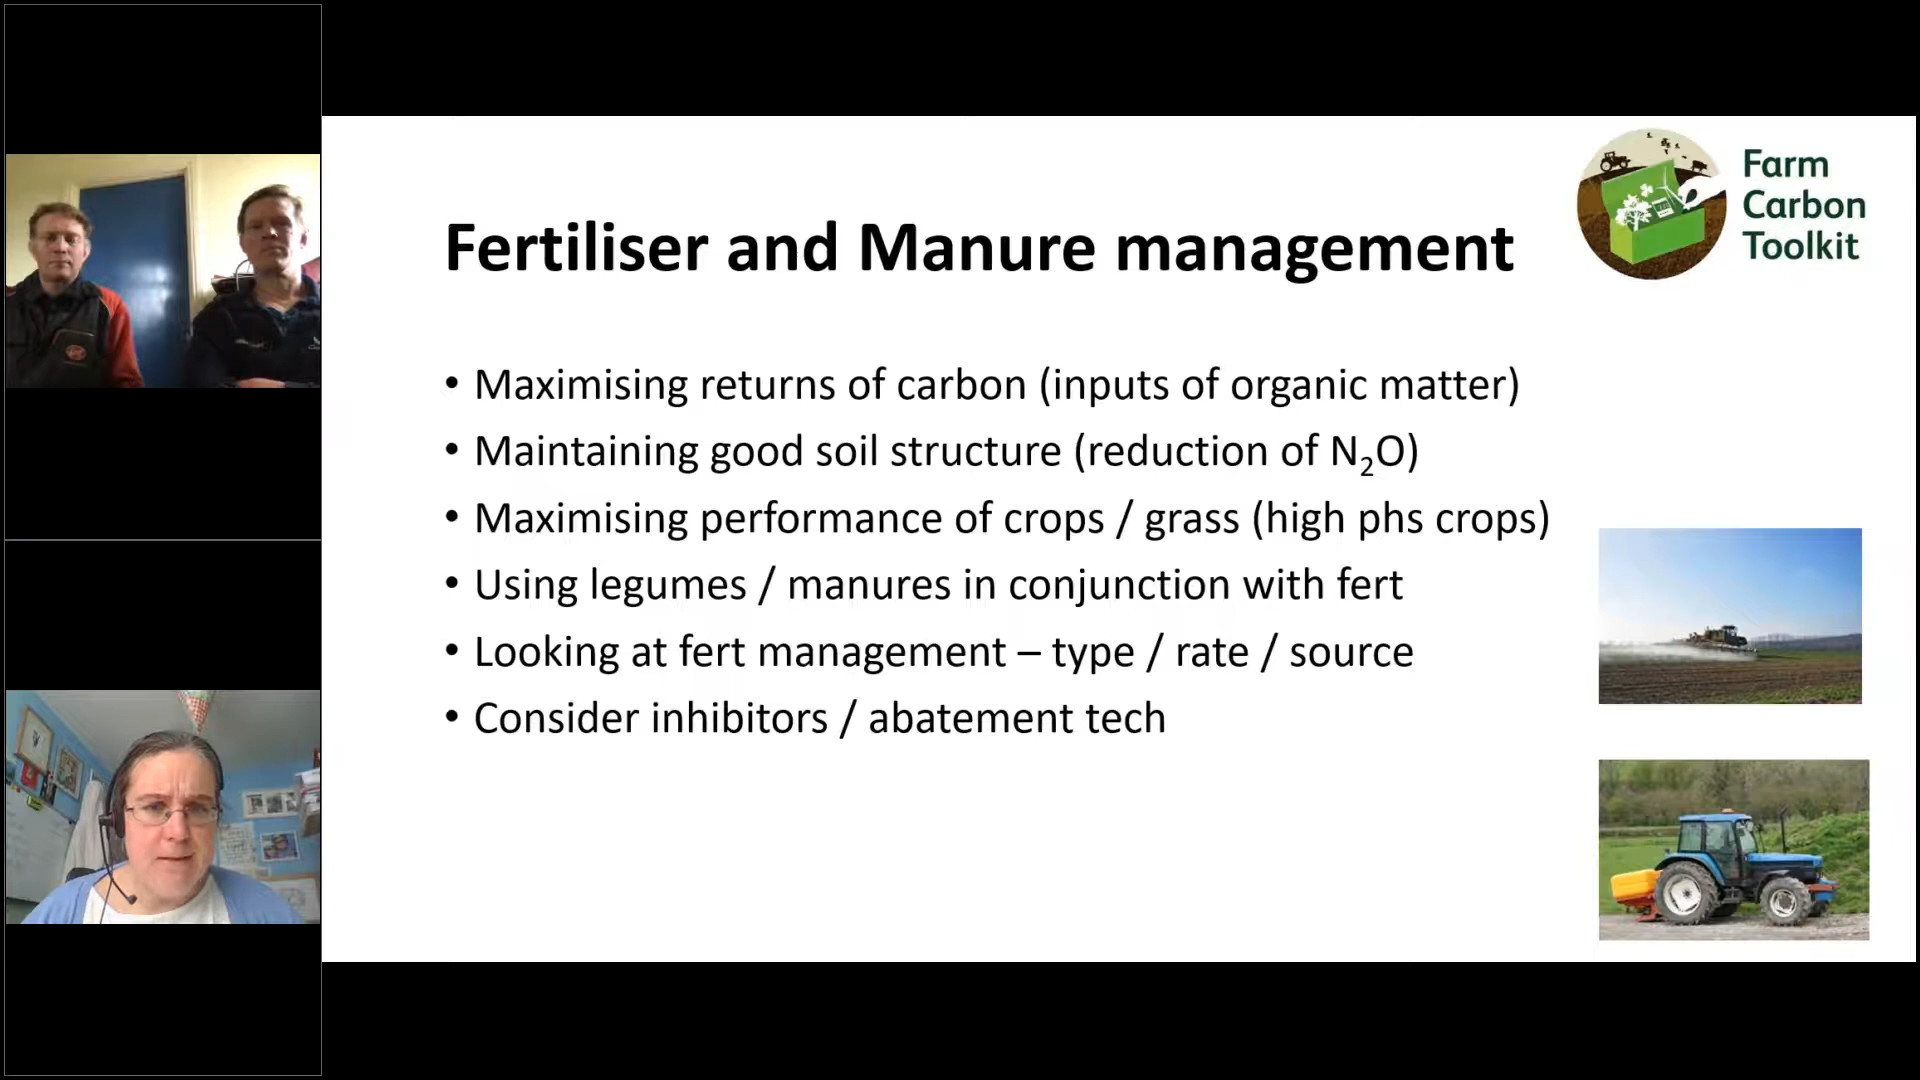 Farm
Carbon
Toolkit
Fertiliser and Manure management
• Maximising returns of carbon (inputs of organic matter)
• Maintaining good soil structure (reduction of N₂O)
• Maximising performance of crops / grass (high phs crops)
• Using legumes / manures in conjunction with fert
• Looking at fert management – type / rate / source
• Consider inhibitors / abatement tech